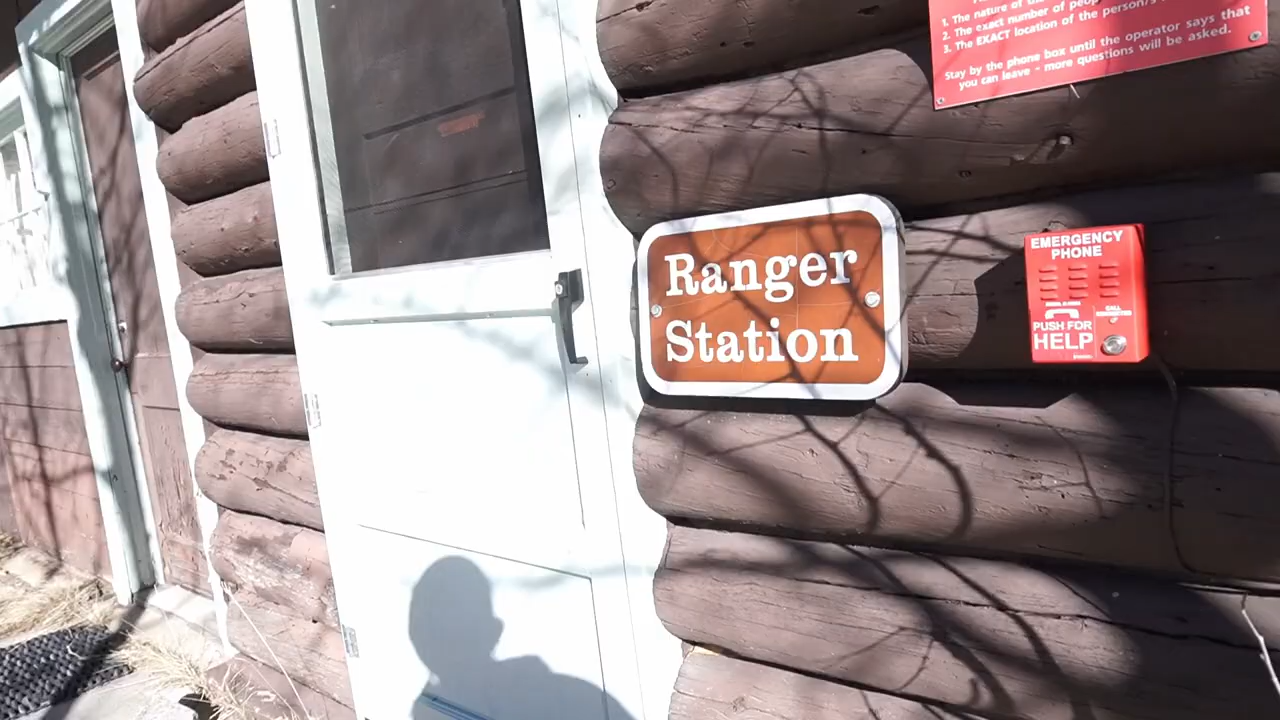 1. The nature of the
2. The exact number of
3. The EXACT location of the person/s
Stay by the phone box until the operator says that
you can leave - more questions will be asked.
Ranger
Station
EMERGENCY
PHONE
PUSH FOR
HELP